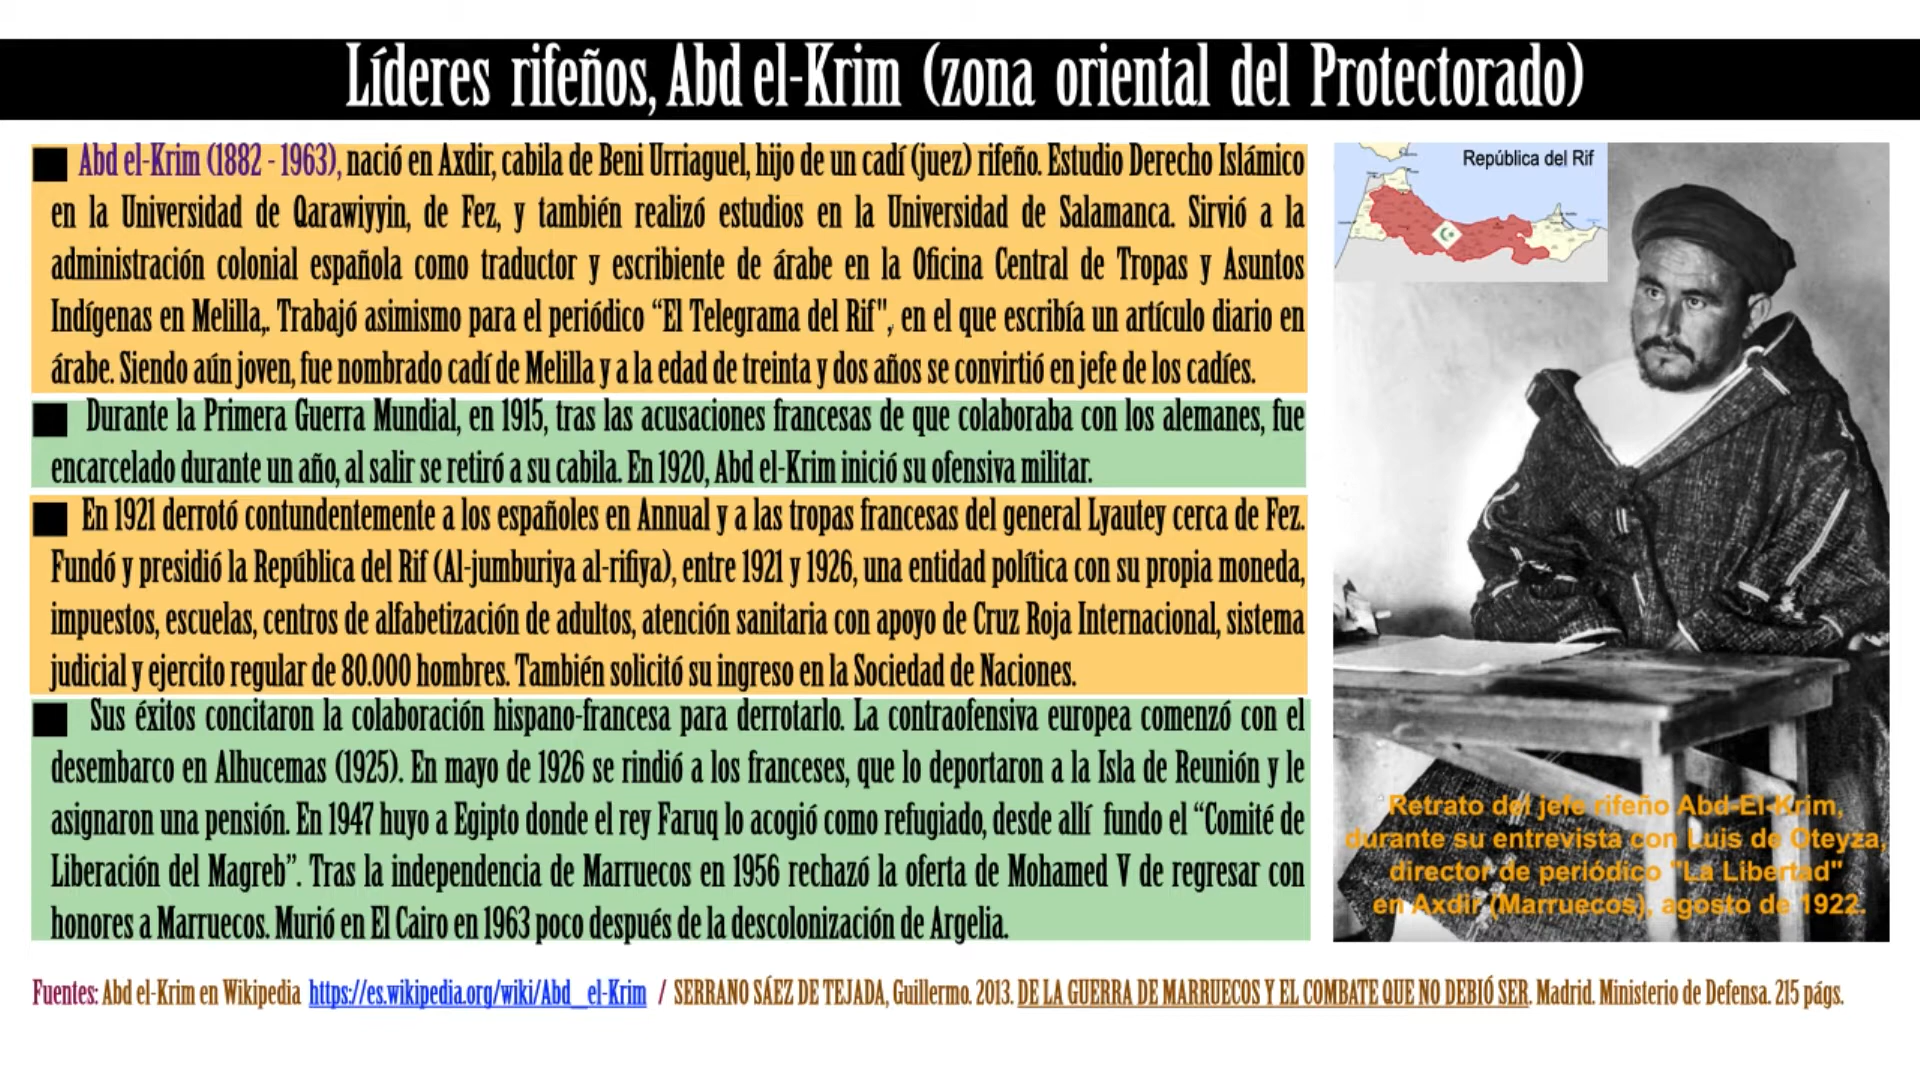 Líderes rifeños, Abd el-Krim (zona oriental del Protectorado)
Abd el-Krim (1882 - 1963), nació en Axdir, cabila de Beni Urriaguel, hijo de un cadí (juez) rifeño. Estudio Derecho Islámico
en la Universidad de Qarawiyyin, de Fez, y también realizó estudios en la Universidad de Salamanca. Sirvió a la
administración colonial española como traductor y escribiente de árabe en la Oficina Central de Tropas y Asuntos
Indígenas en Melilla,. Trabajó asimismo para el periódico “El Telegrama del Rif", en el que escribía un artículo diario en
árabe. Siendo aún joven, fue nombrado cadí de Melilla y a la edad de treinta y dos años se convirtió en jefe de los cadíes.
Durante la Primera Guerra Mundial, en 1915, tras las acusaciones francesas de que colaboraba con los alemanes, fue
encarcelado durante un año, al salir se retiró a su cabila. En 1920, Abd el-Krim inició su ofensiva militar.
En 1921 derrotó contundentemente a los españoles en Annual y a las tropas francesas del general Lyautey cerca de Fez.
Fundó y presidió la República del Rif (Al-jumburiya al-rifiya), entre 1921 y 1926, una entidad política con su propia moneda,
impuestos, escuelas, centros de alfabetización de adultos, atención sanitaria con apoyo de Cruz Roja Internacional, sistema
judicial y ejercito regular de 80.000 hombres. También solicitó su ingreso en la Sociedad de Naciones.
Sus éxitos concitaron la colaboración hispano-francesa para derrotarlo. La contraofensiva europea comenzó con el
desembarco en Alhucemas (1925). En mayo de 1926 se rindió a los franceses, que lo deportaron a la Isla de Reunión y le
asignaron una pensión. En 1947 huyo a Egipto donde el rey Faruq lo acogió como refugiado, desde allí fundo el “Comité de
Liberación del Magreb”. Tras la independencia de Marruecos en 1956 rechazó la oferta de Mohamed V de regresar con
honores a Marruecos. Murió en El Cairo en 1963 poco después de la descolonización de Argelia.
República del Rif
Retrato del jefe rifeño Abd-El-Krim,
durante su entrevista con Luis de Oteyza,
director de periódico "La Libertad"
en Axdir (Marruecos), agosto de 1922.
Fuentes: Abd el-Krim en Wikipedia https://es.wikipedia.org/wiki/Abd_el-Krim / SERRANO SÁEZ DE TEJADA, Guillermo. 2013. DE LA GUERRA DE MARRUECOS Y EL COMBATE QUE NO DEBIÓ SER. Madrid. Ministerio de Defensa. 215 págs.